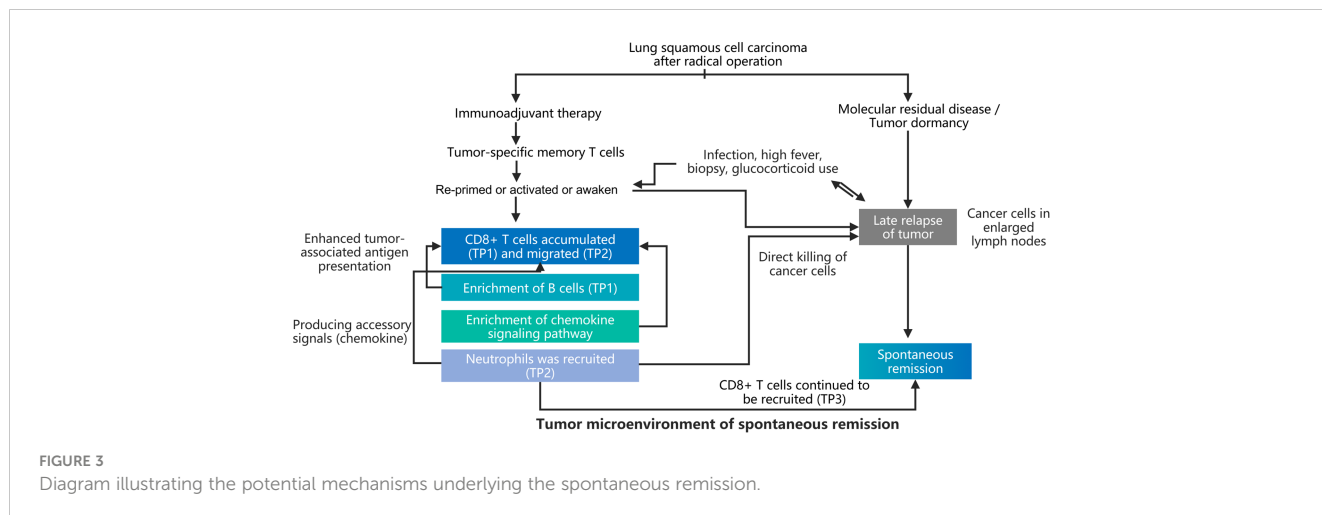 Lung squamous cell carcinoma
after radical operation
Immunoadjuvant therapy
Molecular residual disease /
Tumor dormancy
Tumor-specific memory T cells
Infection, high fever,
biopsy, glucocorticoid use
Re-primed or activated or awaken
Late relapse
of tumor
Cancer cells in
enlarged
lymph nodes
Enhanced tumor-
associated antigen
presentation
CD8+ T cells accumulated
(TP1) and migrated (TP2)
Direct killing of
cancer cells
Enrichment of B cells (TP1)
Producing accessory
signals (chemokine)
Enrichment of chemokine
signaling pathway
Neutrophils was recruited
(TP2)
Spontaneous
remission
CD8+ T cells continued to
be recruited (TP3)
Tumor microenvironment of spontaneous remission
FIGURE 3
Diagram illustrating the potential mechanisms underlying the spontaneous remission.